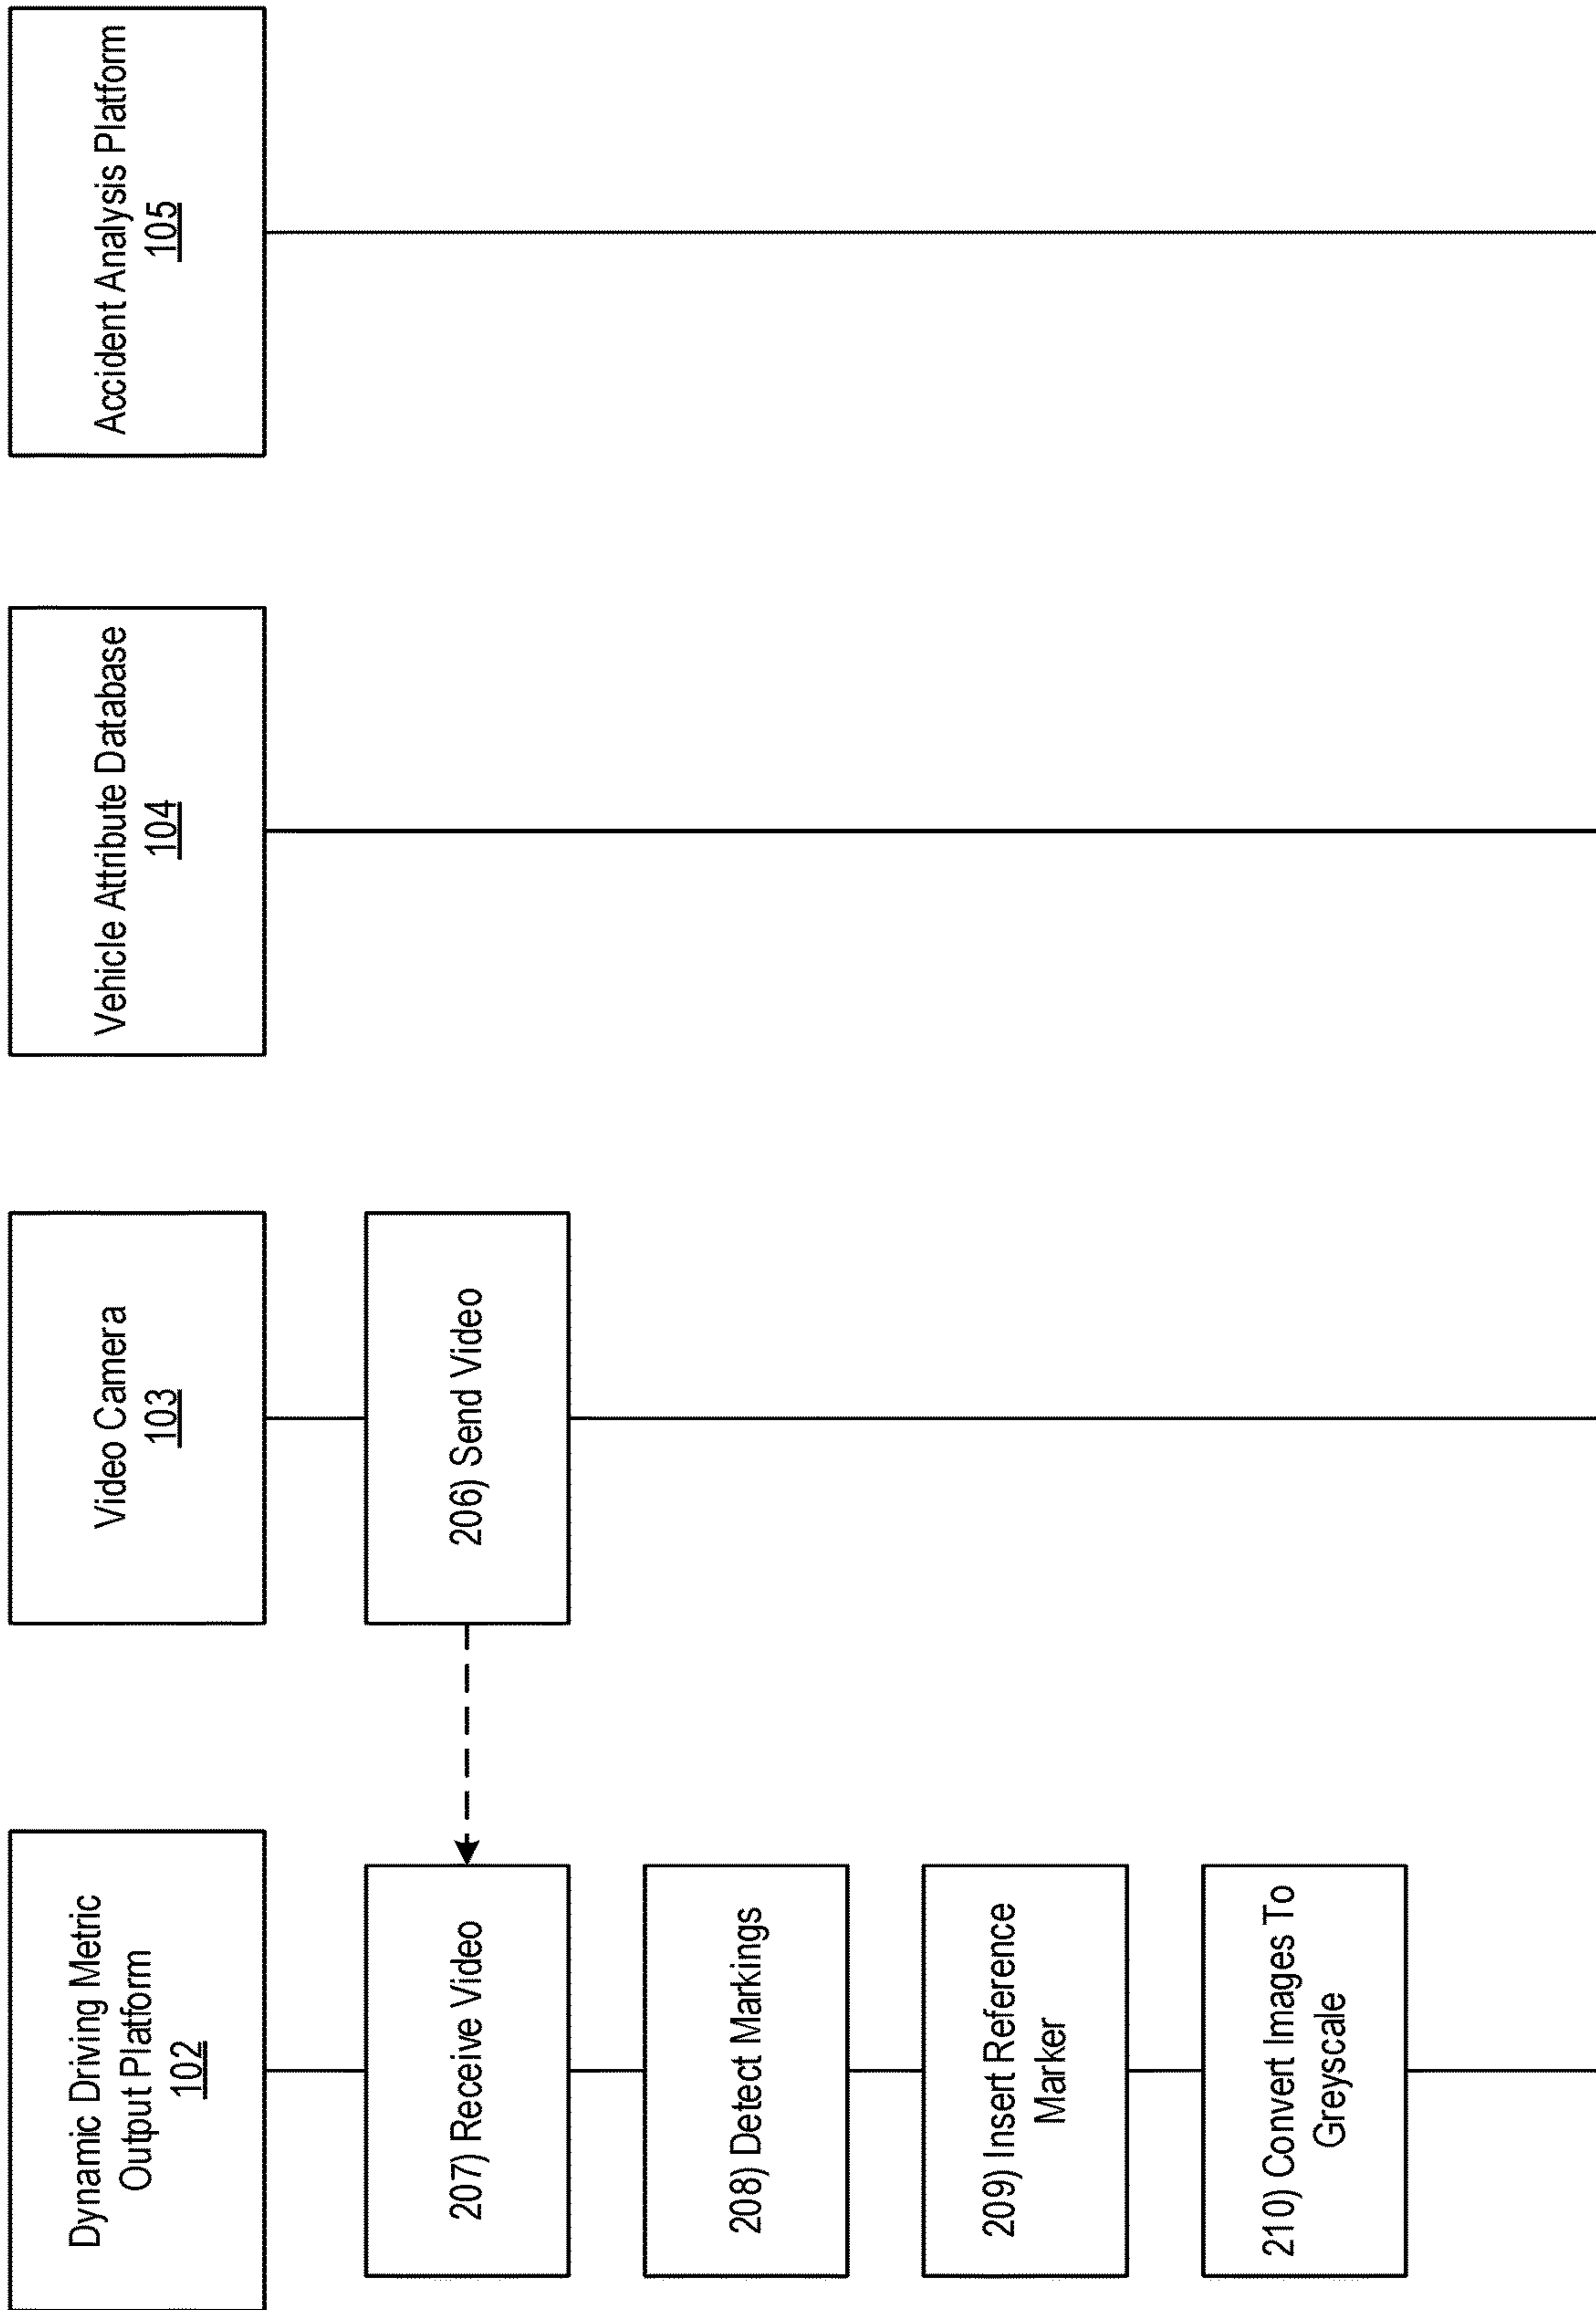 Dynamic Driving Metric
Output Platform
102
Video Camera
103
Vehicle Attribute Database
104
Accident Analysis Platform
105
206) Send Video
207) Receive Video
208) Detect Markings
209) Insert Reference
Marker
210) Convert Images To
Greyscale